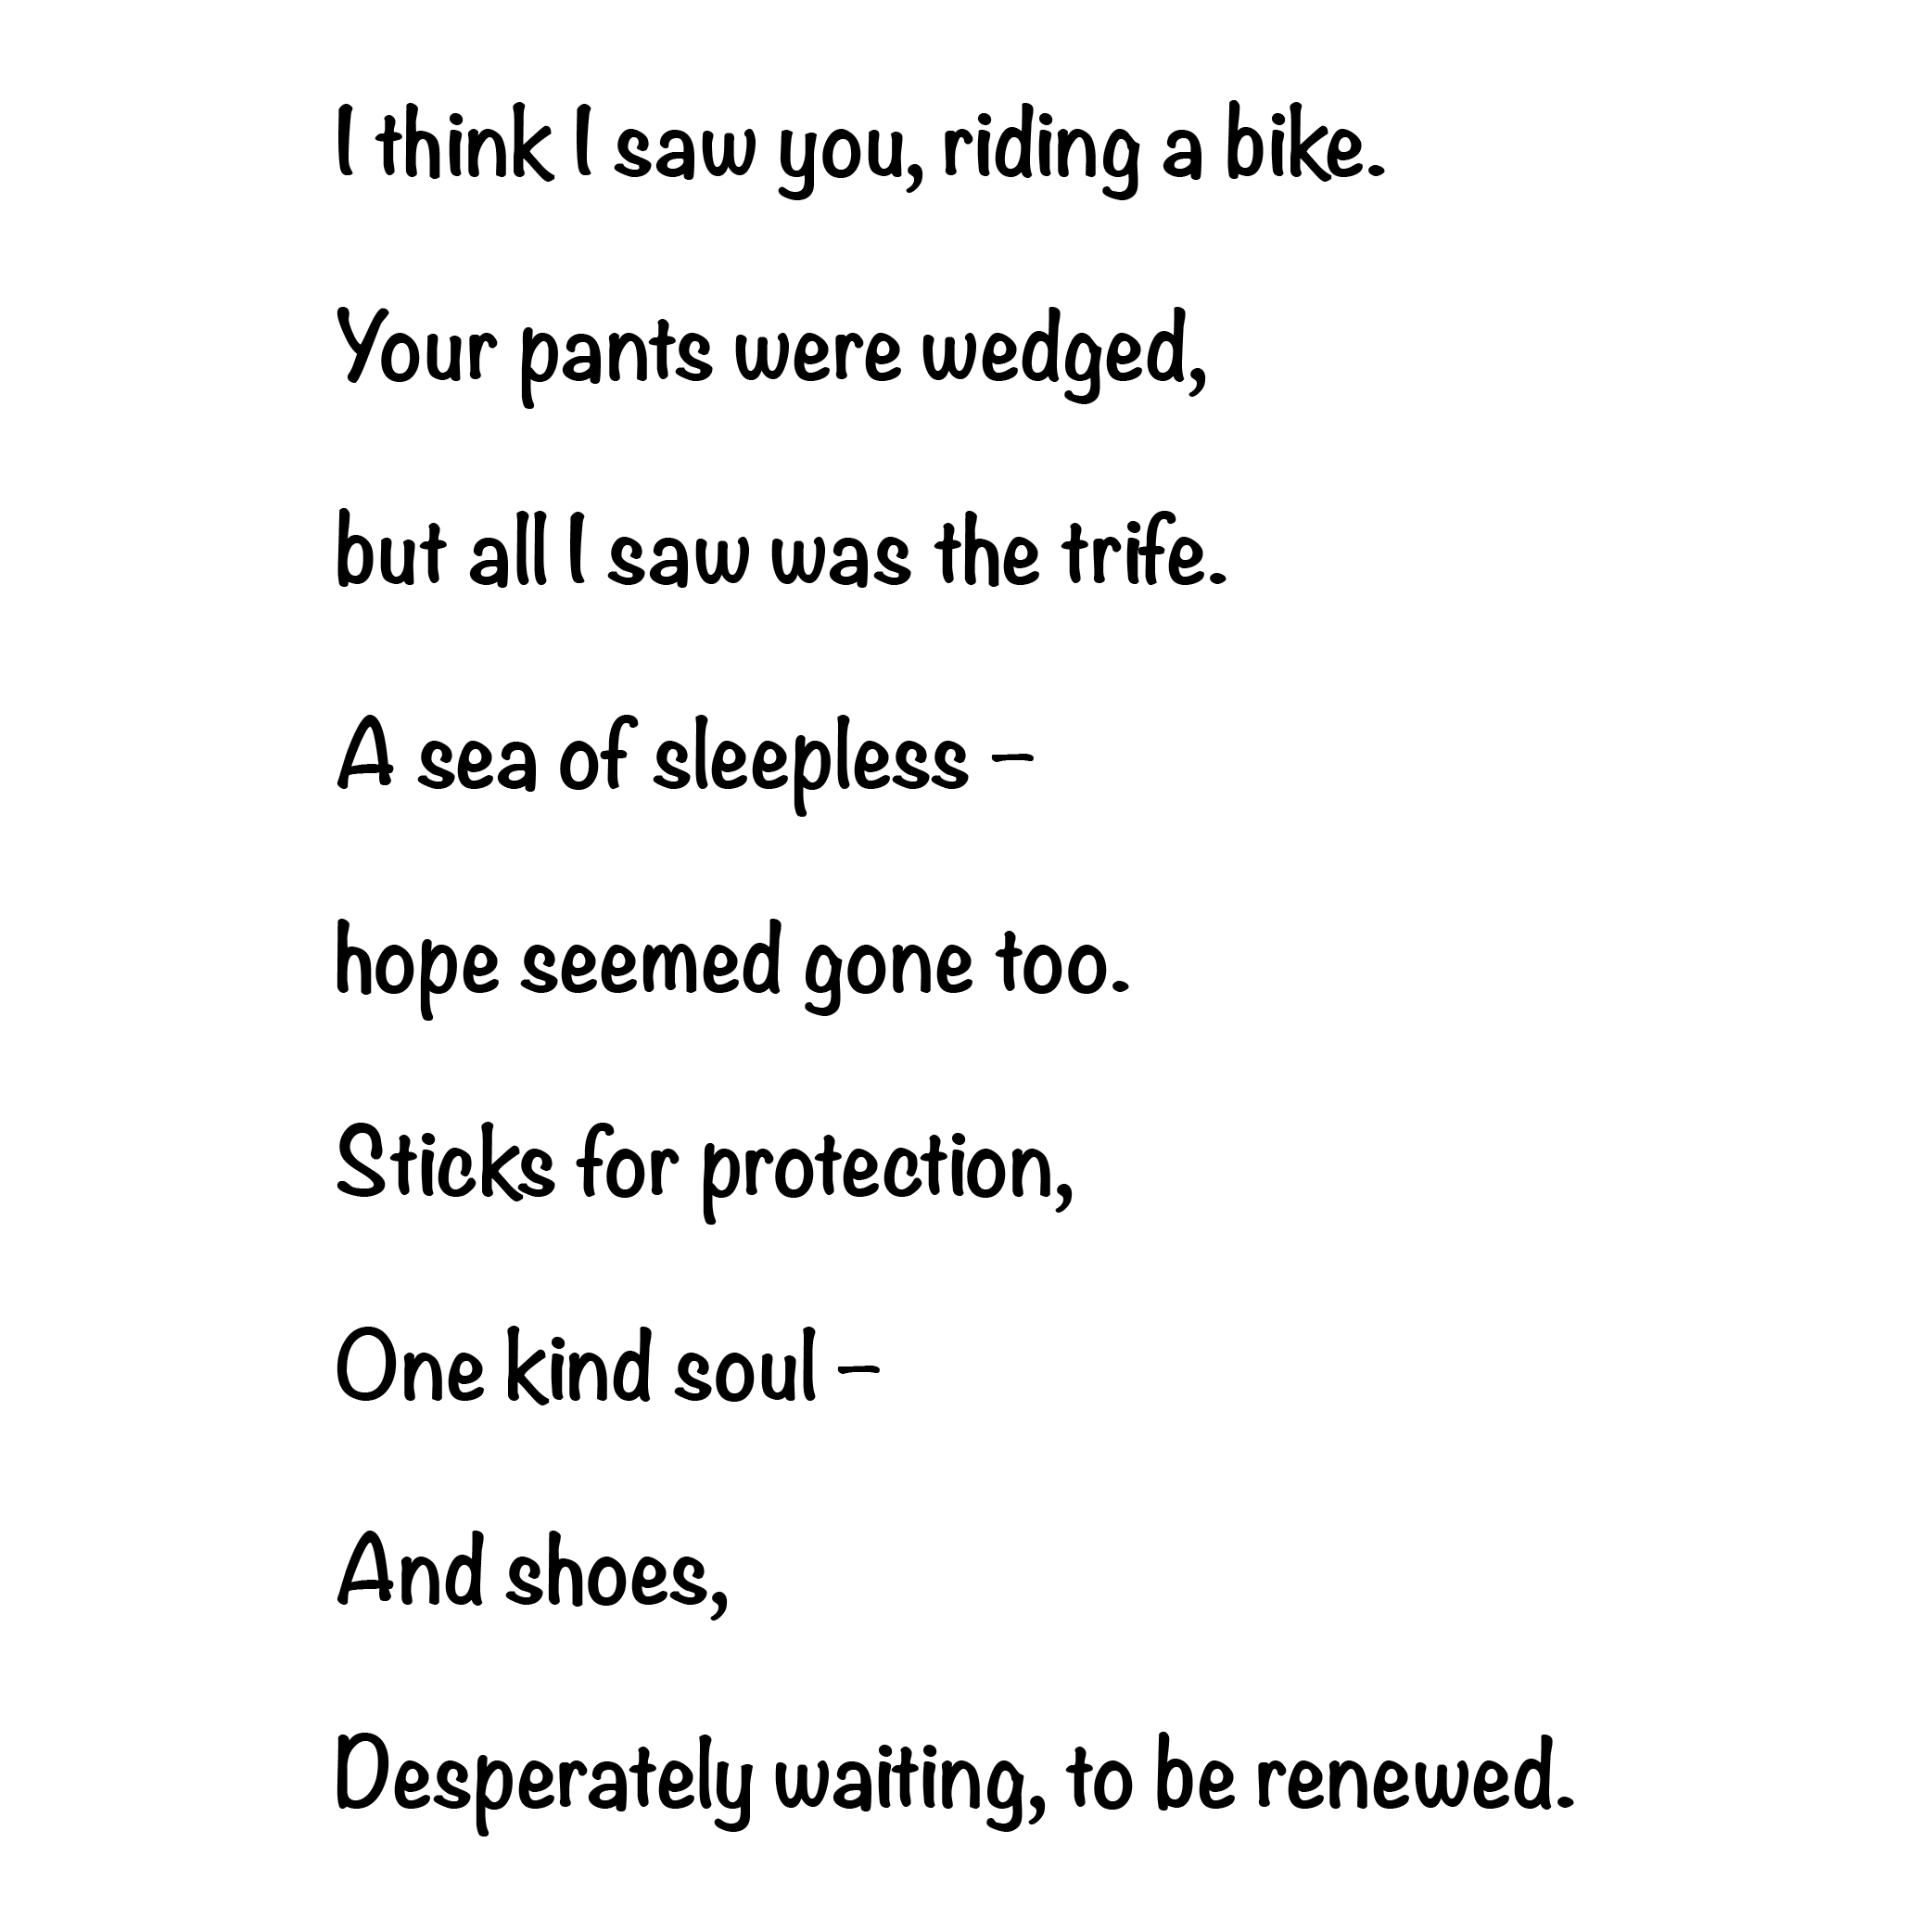 I think I saw you, riding a bike.
Your pants were wedged,
but all I saw was the trife.
A sea of sleepless –
hope seemed gone too.
Sticks for protection,
One kind soul –
And shoes,
Desperately waiting, to be renewed.